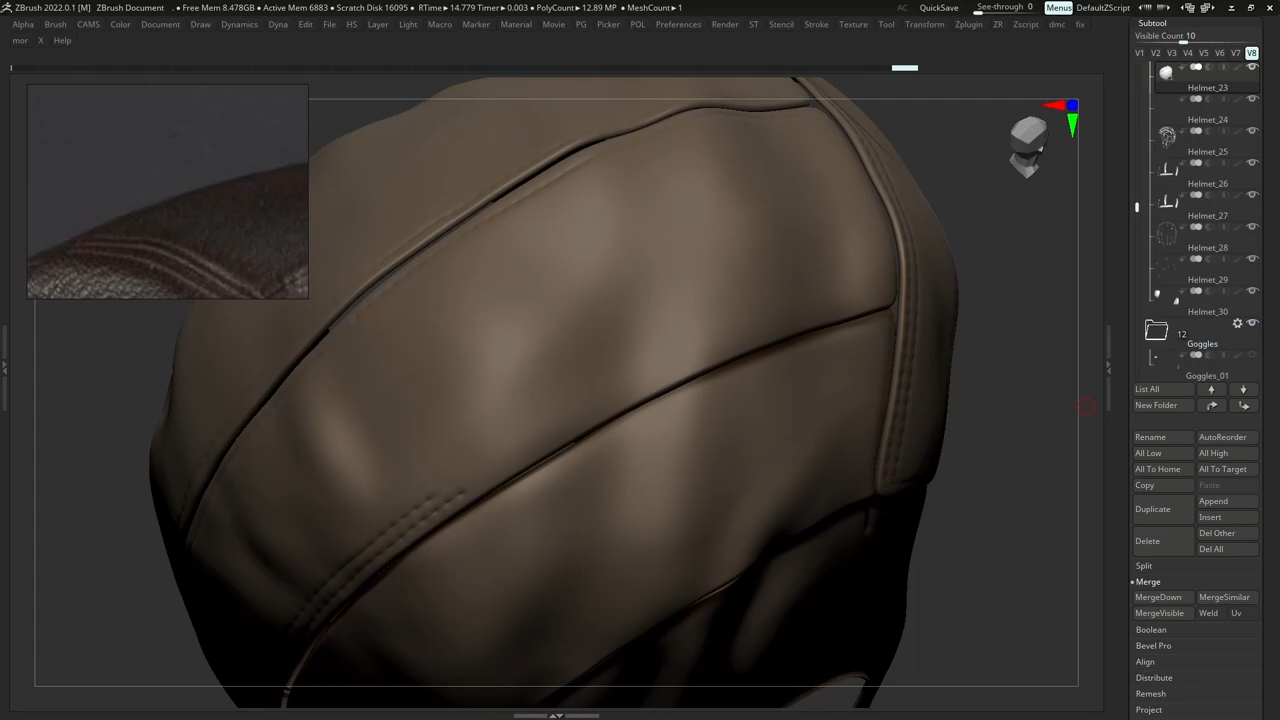 ZBrush 2022.0.1 [M] ZBrush Document . ● Free Mem 8.478GB ● Active Mem 6883 ● Scratch Disk 16095 ● RTime▸14.779 Timer▸0.003 ● PolyCount▸12.89 MP ● MeshCount▸1 AC QuickSave See-through 0 Menus DefaultZScript
Alpha Brush CAMS Color Document Draw Dynamics Edit File HS Layer Light Macro Marker Material Movie PG Picker POL Preferences Render ST Stencil Stroke Texture Tool Transform Zplugin ZR Zscript dmc fix
mor X Help
Subtool
Visible Count 10
V1 V2 V3 V4 V5 V6 V7 V8
Helmet_23
Helmet_24
Helmet_25
Helmet_26
Helmet_27
Helmet_28
Helmet_29
Helmet_30
12
Goggles
Goggles_01
List All
New Folder
Rename AutoReorder
All Low All High
All To Home All To Target
Copy Paste
Duplicate Append
Insert
Delete Del Other
Del All
Split
Merge
MergeDown MergeSimilar
MergeVisible Weld Uv
Boolean
Bevel Pro
Align
Distribute
Remesh
Project